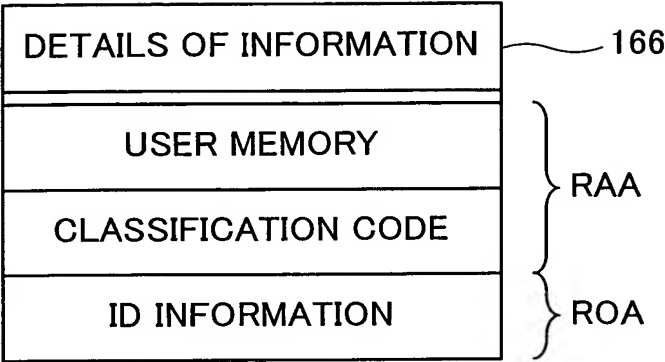 DETAILS OF INFORMATION 166
USER MEMORY
RAA
CLASSIFICATION CODE
ID INFORMATION ROA